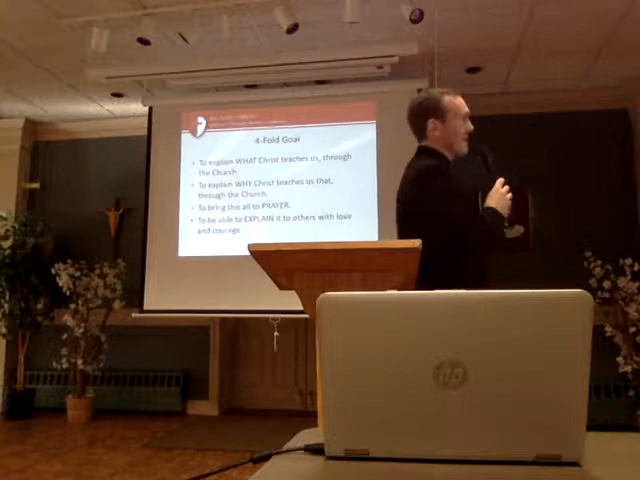 4-Fold Goal
To explain WHAT Christ teaches us, through
the Church.
To explain WHY Christ teaches us that,
through the Church.
To bring this all to PRAYER.
To be able to EXPLAIN it to others with love
and courage.
hp